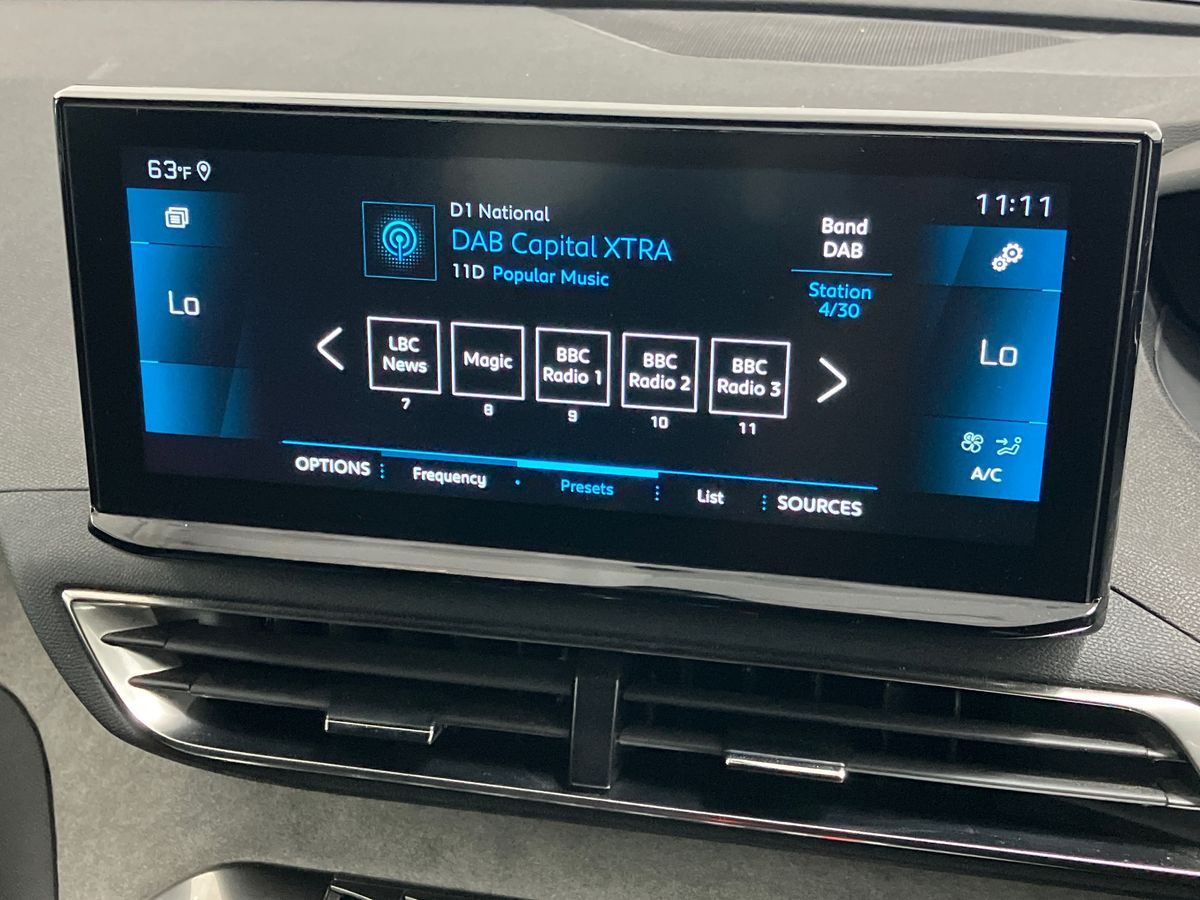 63°F
11:11
D1 National
DAB Capital XTRA
11D Popular Music
Band
DAB
Station
4/30
Lo
Lo
LBC
News
7
Magic
8
BBC
Radio 1
9
BBC
Radio 2
10
BBC
Radio 3
11
A/C
OPTIONS
Frequency
Presets
List
SOURCES